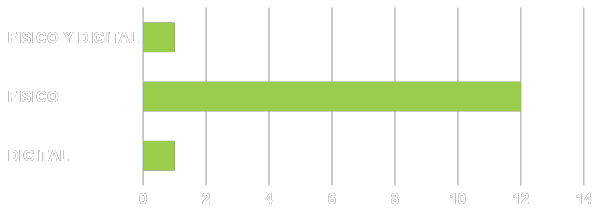 FISICO Y DIGITAL
FISICO
DIGITAL
0 2 4 6 8 10 12 14